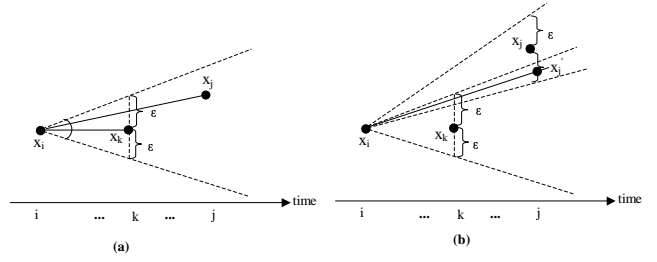 x_j
ε
x_i
x_k
ε
time
i ... k ... j
(a)
ε
x_j
x_j'
ε
x_i
x_k
ε
time
i ... k ... j
(b)